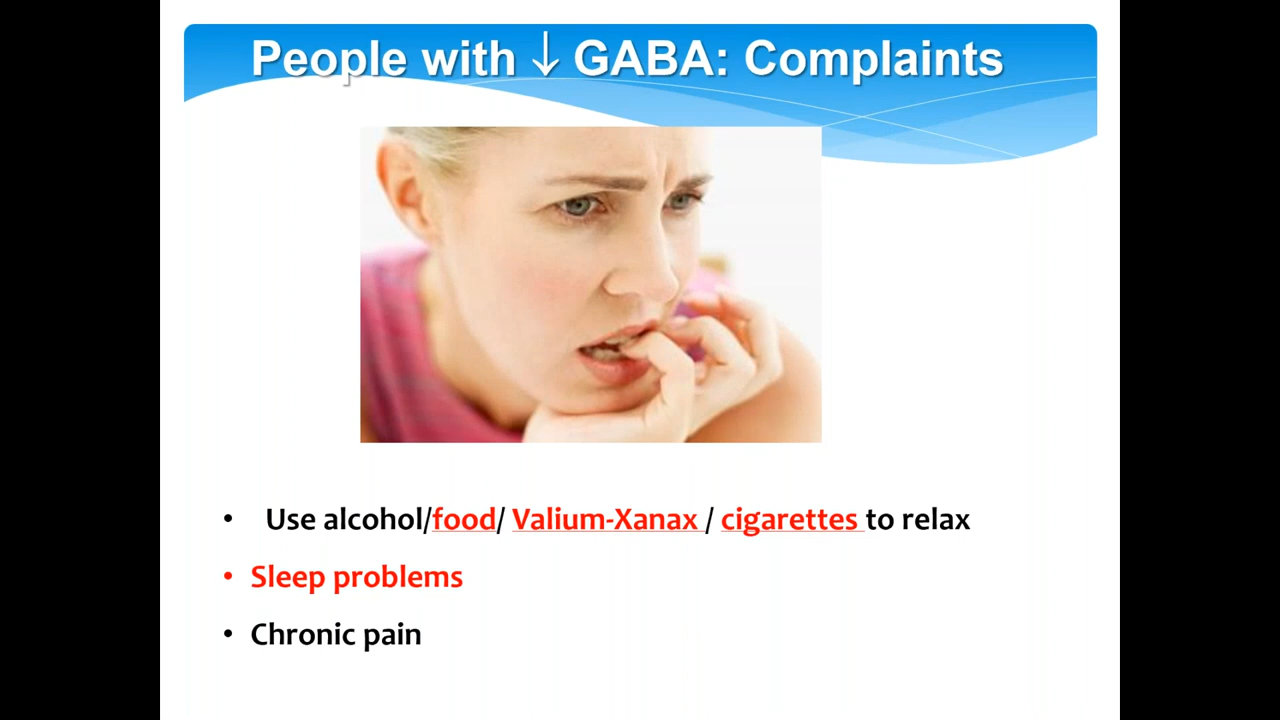 People with ↓ GABA: Complaints
• Use alcohol/food/ Valium-Xanax / cigarettes to relax
• Sleep problems
• Chronic pain